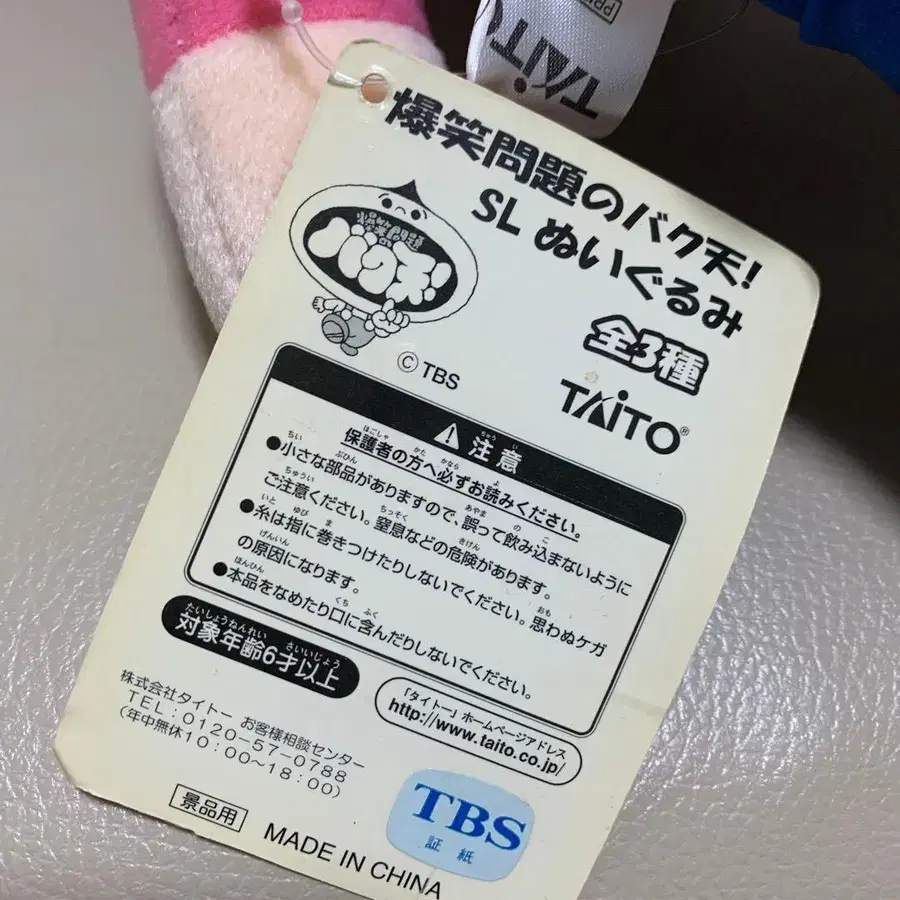 TAITO
爆笑問題のバク天!
SL ぬいぐるみ
全3種
爆笑問題
の
バク天!
© TBS
TAITO®
注意
保護者の方へ必ずお読みください。
●小さな部品がありますので、誤って飲み込まないように
ご注意ください。窒息などの危険があります。
●糸は指に巻きつけたりしないでください。思わぬケガ
の原因になります。
●本品をなめたり口に含んだりしないでください。
対象年齢6才以上
「タイトー」ホームページアドレス
http://www.taito.co.jp/
株式会社タイトー お客様相談センター
TEL:0120-57-0788
(年中無休10:00〜18:00)
景品用
MADE IN CHINA
TBS
証紙